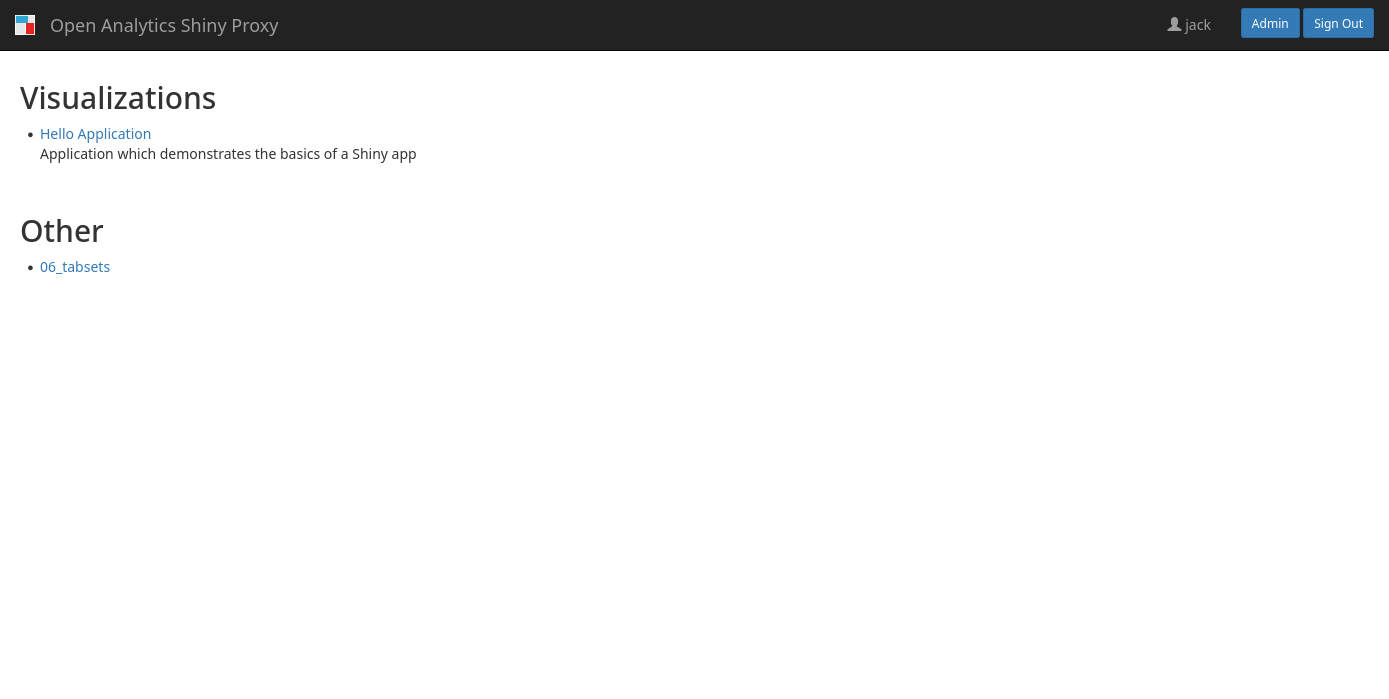 Open Analytics Shiny Proxy
jack
Admin
Sign Out
Visualizations
Hello Application
Application which demonstrates the basics of a Shiny app
Other
06_tabsets